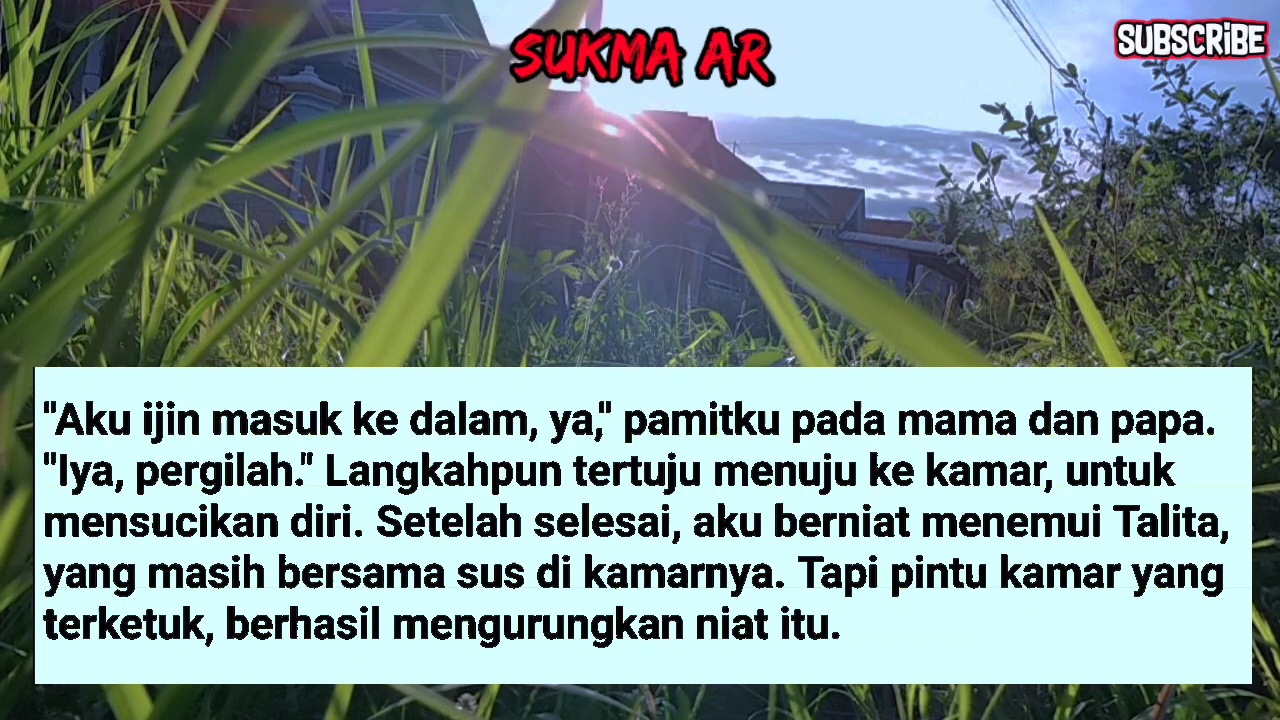 SUKMA AR
SUBSCRIBE
"Aku ijin masuk ke dalam, ya," pamitku pada mama dan papa.
"Iya, pergilah." Langkahpun tertuju menuju ke kamar, untuk
mensucikan diri. Setelah selesai, aku berniat menemui Talita,
yang masih bersama sus di kamarnya. Tapi pintu kamar yang
terketuk, berhasil mengurungkan niat itu.